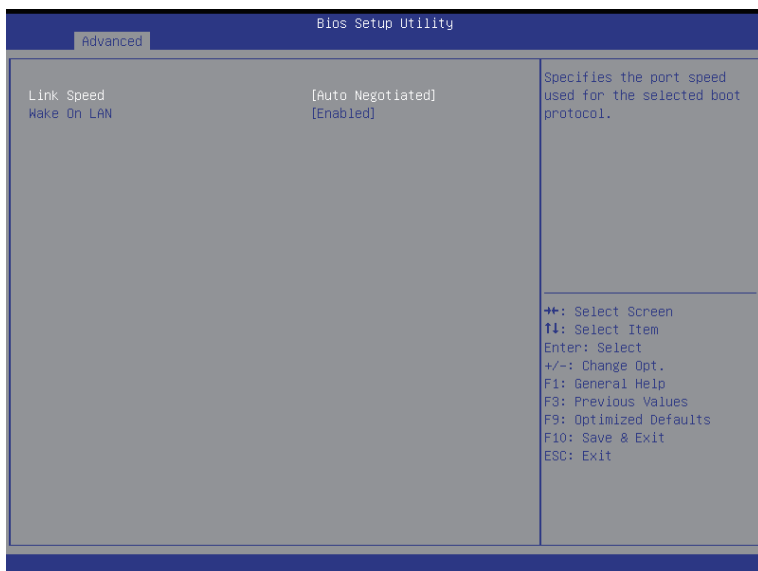 Bios Setup Utility
Advanced
Link Speed [Auto Negotiated]
Wake On LAN [Enabled]
Specifies the port speed
used for the selected boot
protocol.
→←: Select Screen
↑↓: Select Item
Enter: Select
+/-: Change Opt.
F1: General Help
F3: Previous Values
F9: Optimized Defaults
F10: Save & Exit
ESC: Exit